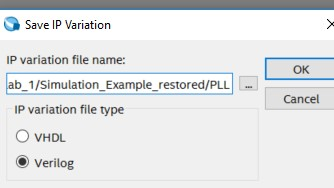 Save IP Variation
IP variation file name:
ab_1/Simulation_Example_restored/PLL
...
OK
Cancel
IP variation file type
VHDL
Verilog